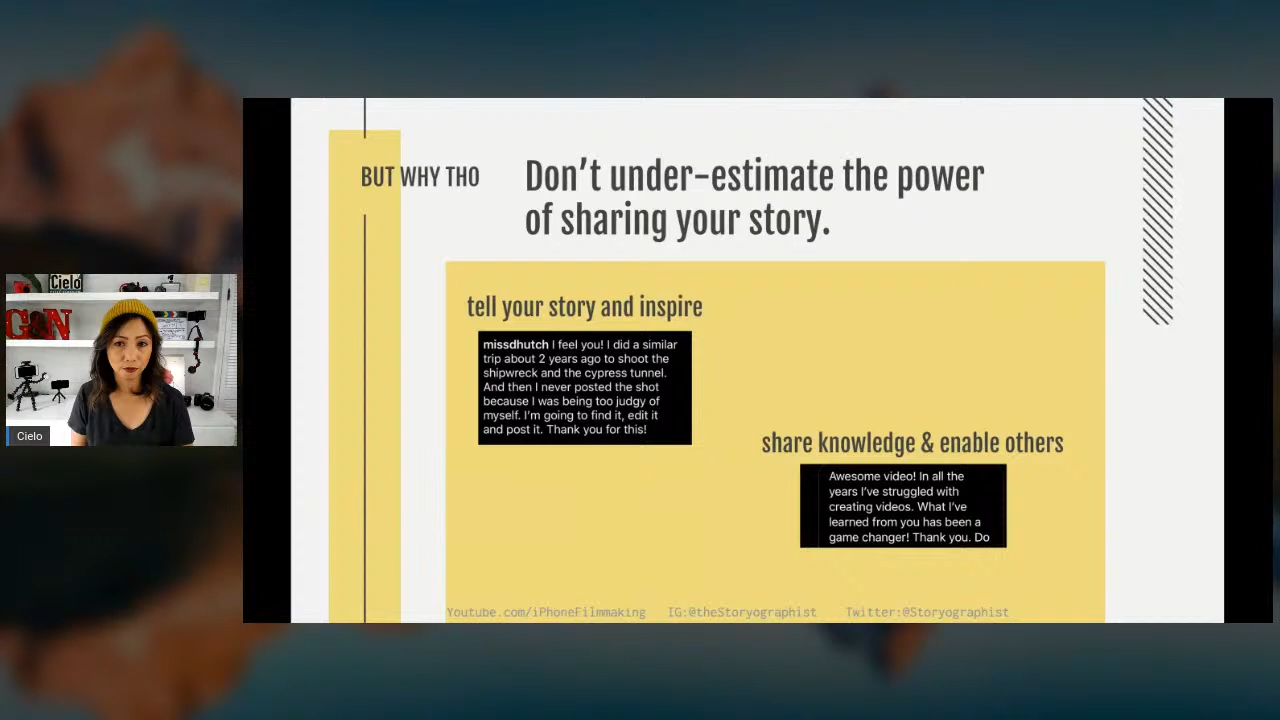 BUT WHY THO
Don't under-estimate the power
of sharing your story.
tell your story and inspire
missdhutch I feel you! I did a similar
trip about 2 years ago to shoot the
shipwreck and the cypress tunnel.
And then I never posted the shot
because I was being too judgy of
myself. I'm going to find it, edit it
and post it. Thank you for this!
share knowledge & enable others
Awesome video! In all the
years I've struggled with
creating videos. What I've
learned from you has been a
game changer! Thank you. Do
Youtube.com/iPhoneFilmmaking IG:@theStoryographist Twitter:@Storyographist
Cielo
G&N
Cielo